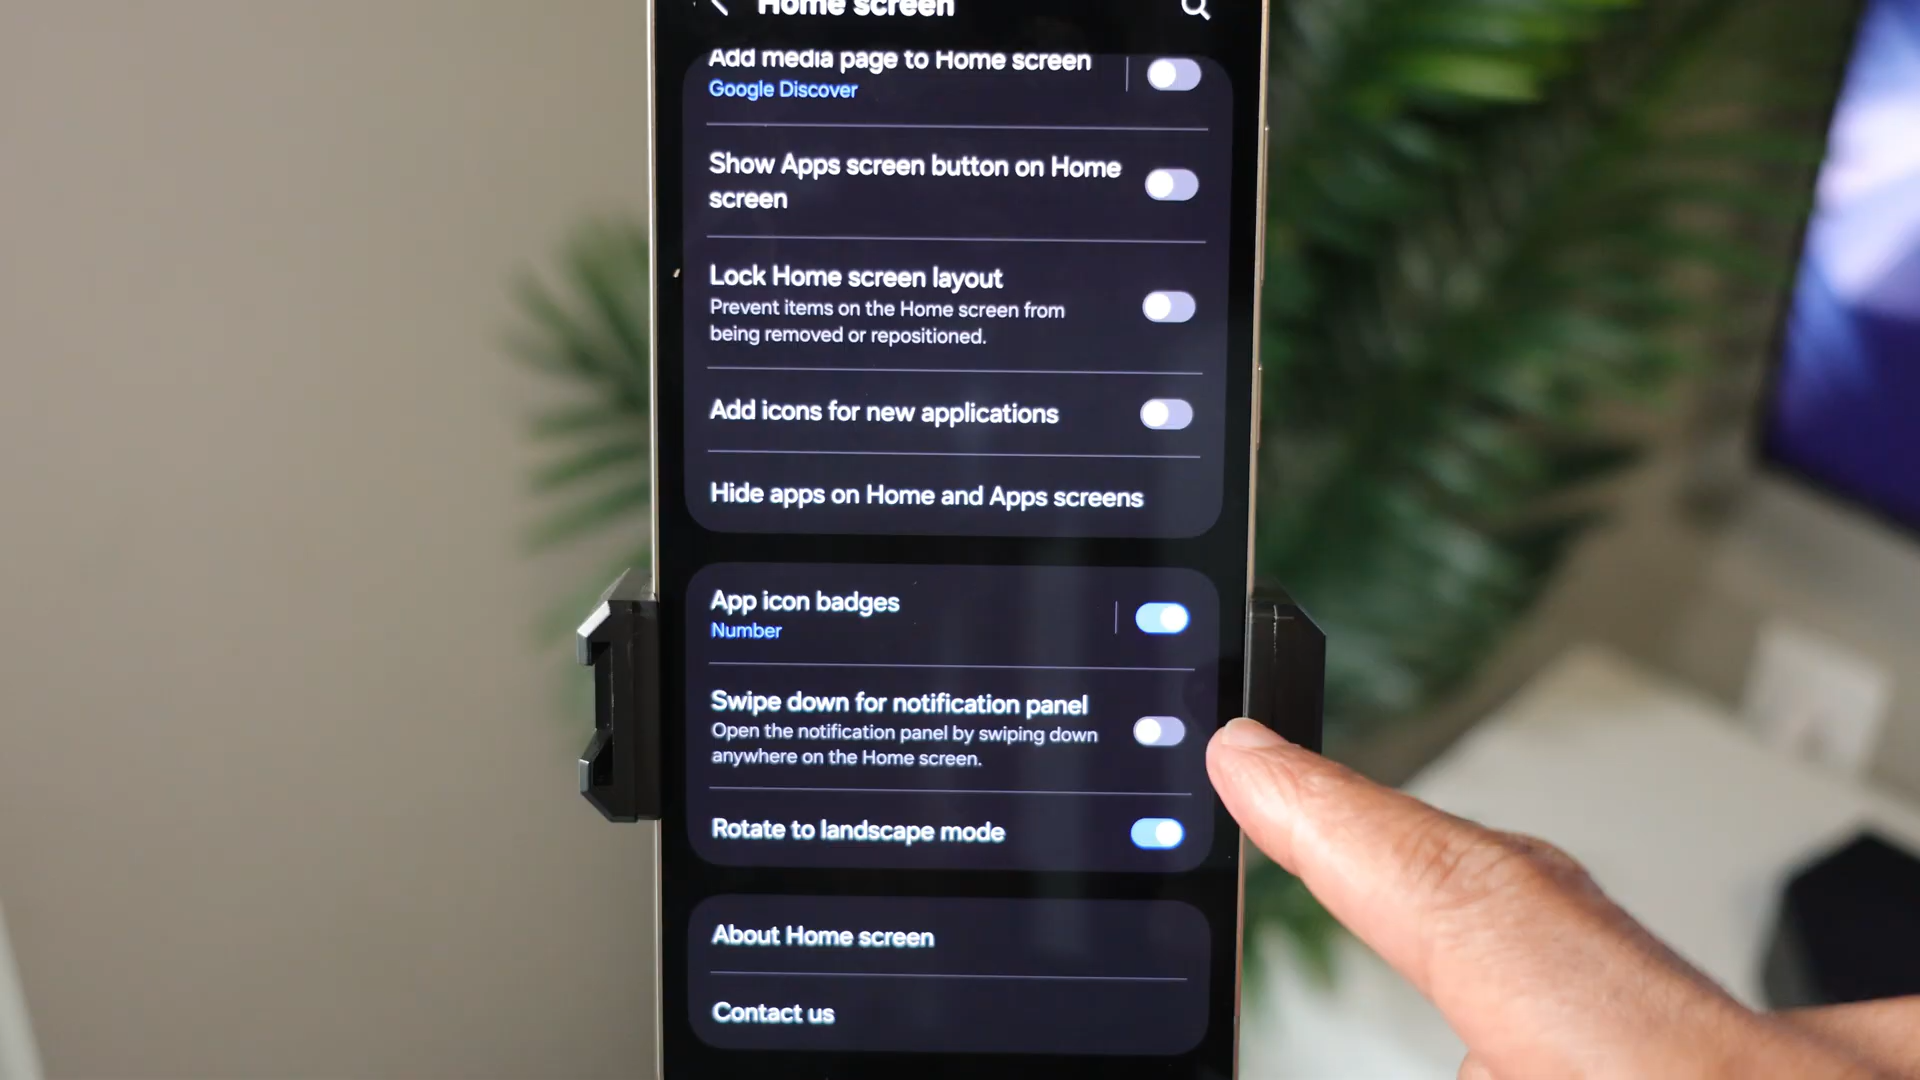 Home screen
Add media page to Home screen
Google Discover
Show Apps screen button on Home
screen
Lock Home screen layout
Prevent items on the Home screen from
being removed or repositioned.
Add icons for new applications
Hide apps on Home and Apps screens
App icon badges
Number
Swipe down for notification panel
Open the notification panel by swiping down
anywhere on the Home screen.
Rotate to landscape mode
About Home screen
Contact us